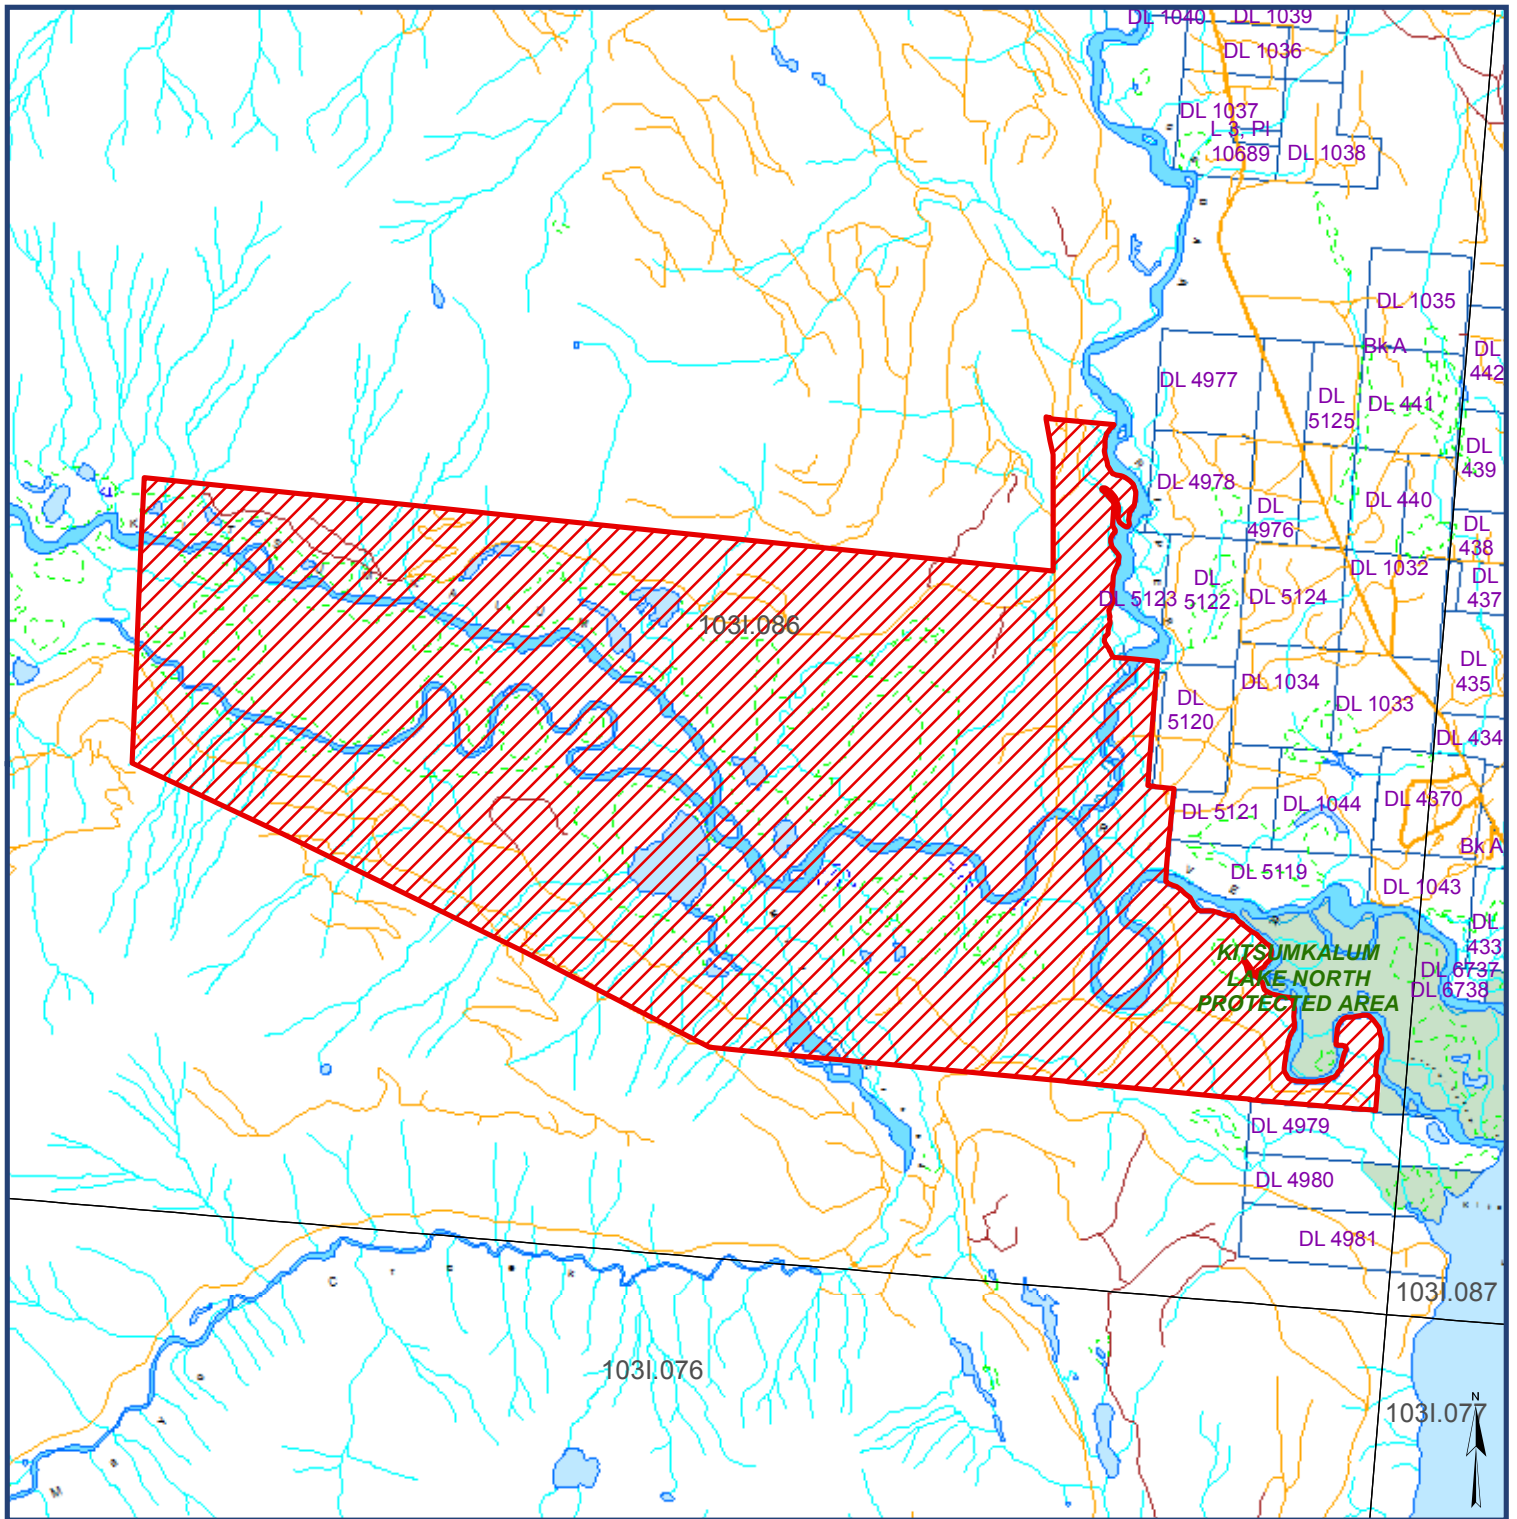 DL 1040
DL 1039
DL 1036
DL 1037
L 3, Pl
10689
DL 1038
DL 1035
Bk A
DL
442
DL 4977
DL
5125
DL 441
DL
439
DL 4978
DL
4976
DL 440
DL
438
DL 1032
DL
437
DL 5123
DL
5122
DL 5124
103I.086
DL
435
DL 1034
DL 1033
DL
5120
DL 434
DL 5121
DL 1044
DL 4370
Bk A
DL 5119
DL 1043
DL
433
KITSUMKALUM
LAKE NORTH
PROTECTED AREA
DL 6737
DL 6738
DL 4979
DL 4980
DL 4981
103I.087
103I.076
103I.077
N
C r e e k